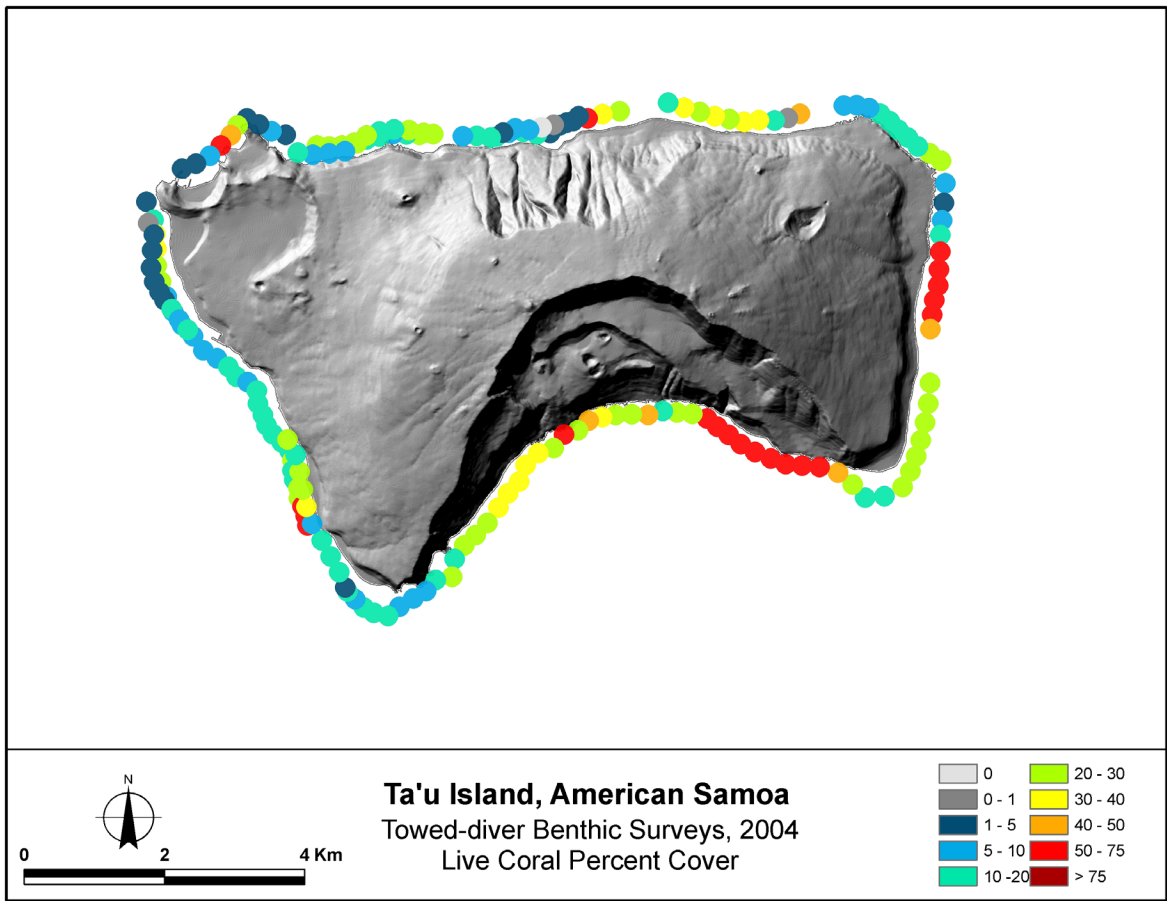 N
0 2 4 Km
Ta'u Island, American Samoa
Towed-diver Benthic Surveys, 2004
Live Coral Percent Cover
0
0 - 1
1 - 5
5 - 10
10 -20
20 - 30
30 - 40
40 - 50
50 - 75
> 75